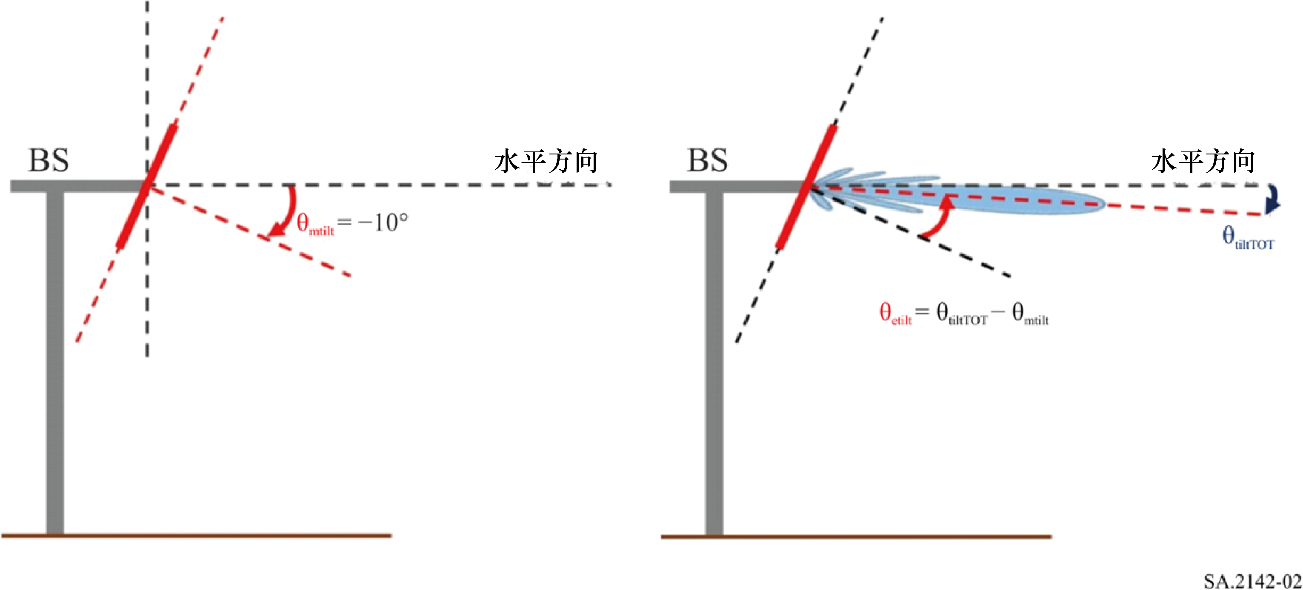 BS
水平方向
θmtilt = −10°
BS
水平方向
θtiltTOT
θetilt = θtiltTOT − θmtilt
SA.2142-02